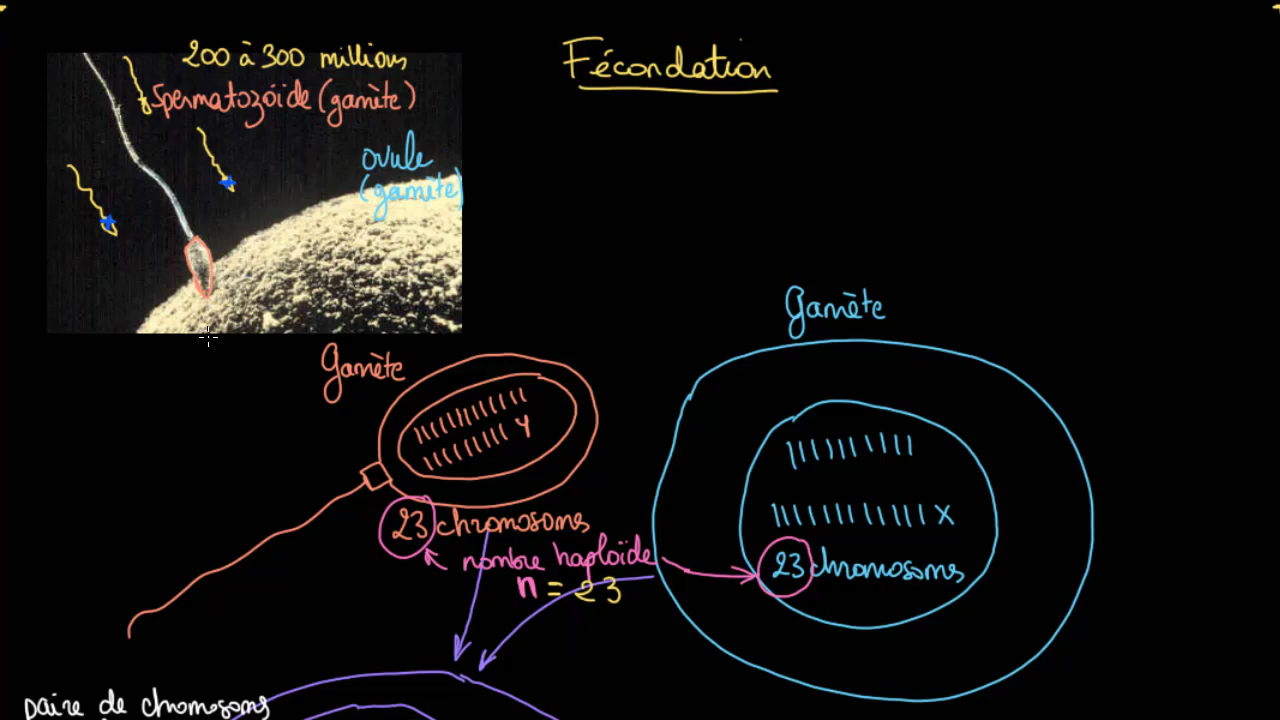 Fécondation
200 à 300 millions
Spermatozoïde (gamète)
ovule
(gamète)
Gamète
Gamète
Y
X
23 chromosomes
23 chromosomes
nombre haploïde
n = 23
paire de chromosoms